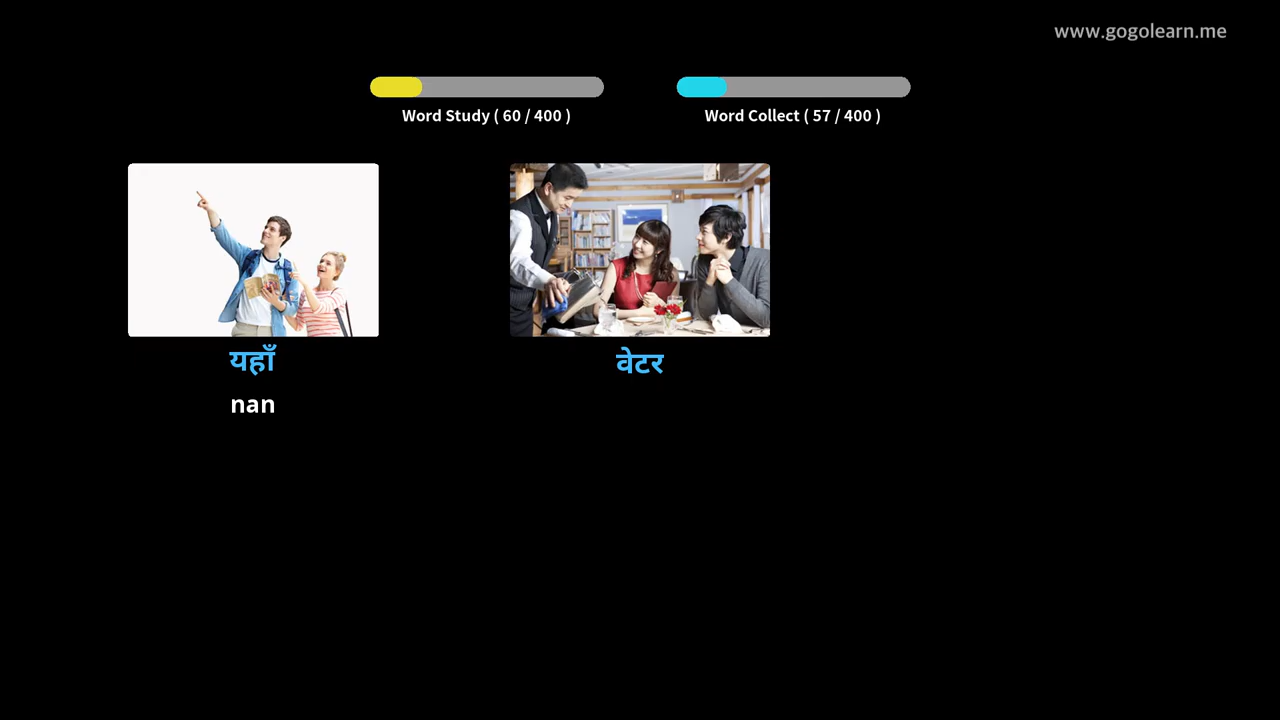 www.gogolearn.me
Word Study ( 60 / 400 )
Word Collect ( 57 / 400 )
यहाँ
nan
वेटर